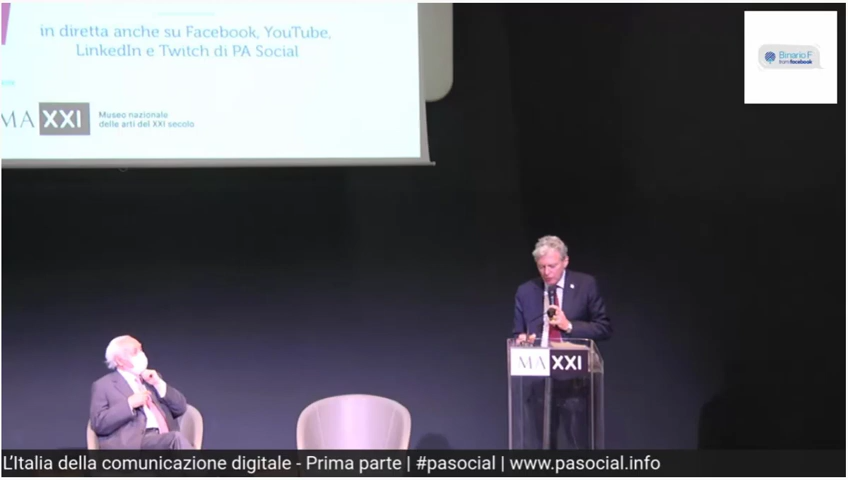 in diretta anche su Facebook, YouTube,
LinkedIn e Twitch di PA Social
MAXXI
Museo nazionale
delle arti del XXI secolo
Binario F
from facebook
MAXXI
L'Italia della comunicazione digitale - Prima parte | #pasocial | www.pasocial.info